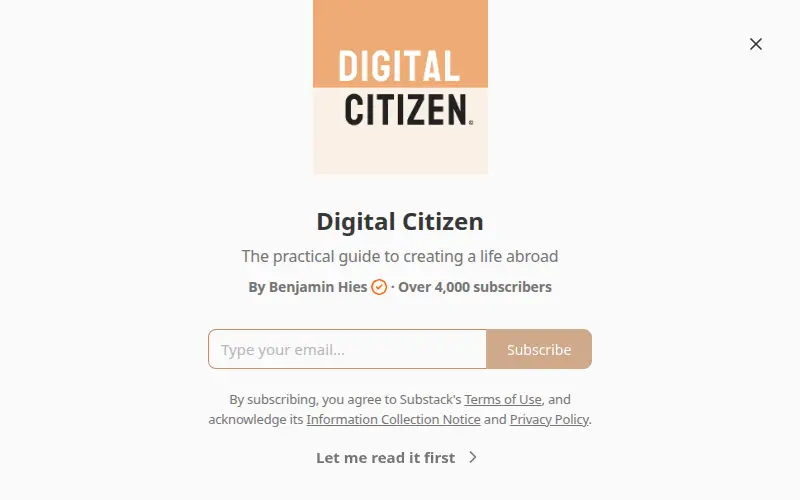 DIGITAL
CITIZEN.
Digital Citizen
The practical guide to creating a life abroad
By Benjamin Hies · Over 4,000 subscribers
Type your email...
Subscribe
By subscribing, you agree to Substack's Terms of Use, and
acknowledge its Information Collection Notice and Privacy Policy.
Let me read it first